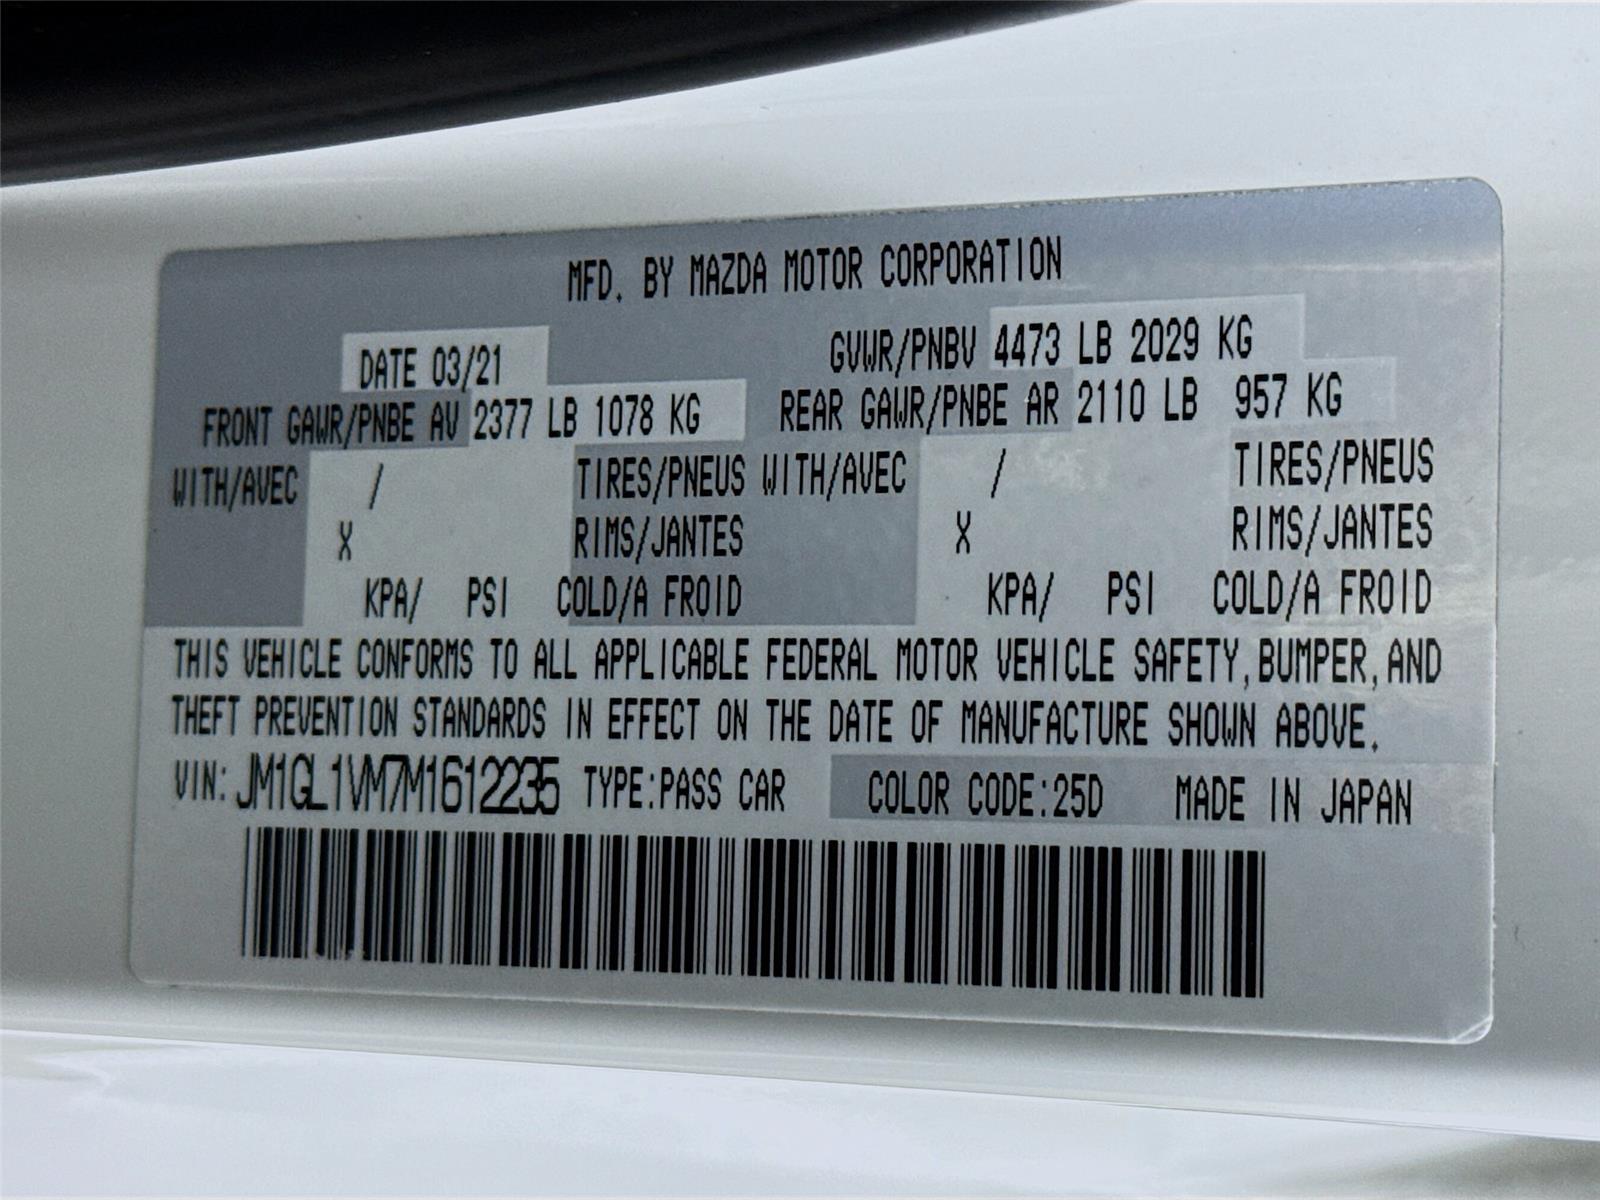 MFD. BY MAZDA MOTOR CORPORATION
DATE 03/21 GVWR/PNBV 4473 LB 2029 KG
FRONT GAWR/PNBE AV 2377 LB 1078 KG REAR GAWR/PNBE AR 2110 LB 957 KG
WITH/AVEC / TIRES/PNEUS WITH/AVEC / TIRES/PNEUS
X RIMS/JANTES X RIMS/JANTES
KPA/ PSI COLD/A FROID KPA/ PSI COLD/A FROID
THIS VEHICLE CONFORMS TO ALL APPLICABLE FEDERAL MOTOR VEHICLE SAFETY, BUMPER, AND
THEFT PREVENTION STANDARDS IN EFFECT ON THE DATE OF MANUFACTURE SHOWN ABOVE.
VIN: JM1GL1VM7M1612235 TYPE:PASS CAR COLOR CODE:25D MADE IN JAPAN